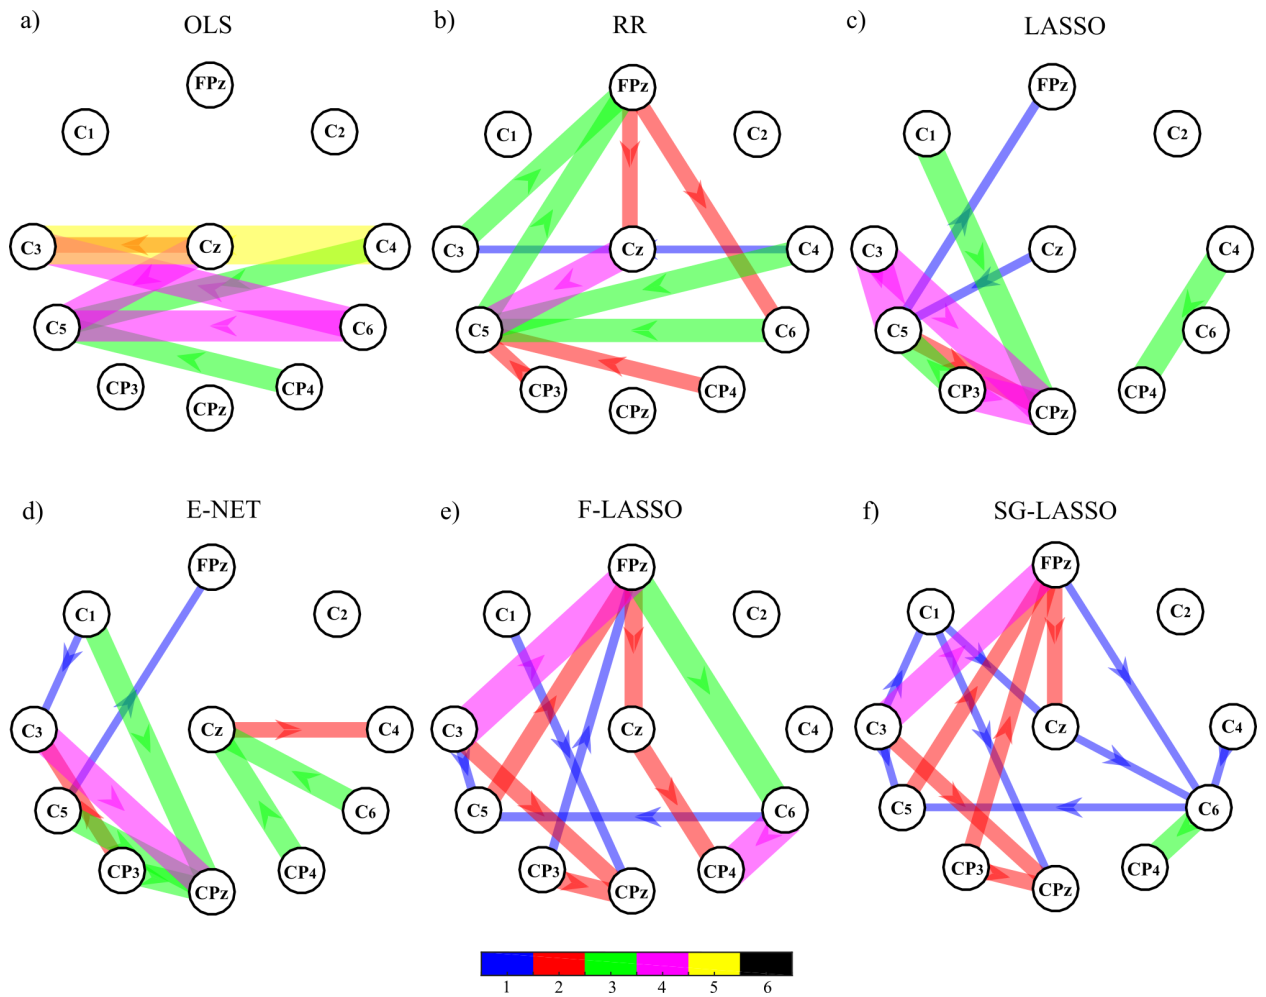 a) OLS
b) RR
c) LASSO
FPz
C1
C2
C3
Cz
C4
C5
C6
CP3
CPz
CP4
FPz
C1
C2
C3
Cz
C4
C5
C6
CP3
CPz
CP4
FPz
C1
C2
C3
Cz
C4
C5
C6
CP3
CPz
CP4
d) E-NET
e) F-LASSO
f) SG-LASSO
FPz
C1
C2
C3
Cz
C4
C5
C6
CP3
CPz
CP4
FPz
C1
C2
C3
Cz
C4
C5
C6
CP3
CPz
CP4
FPz
C1
C2
C3
Cz
C4
C5
C6
CP3
CPz
CP4
1 2 3 4 5 6